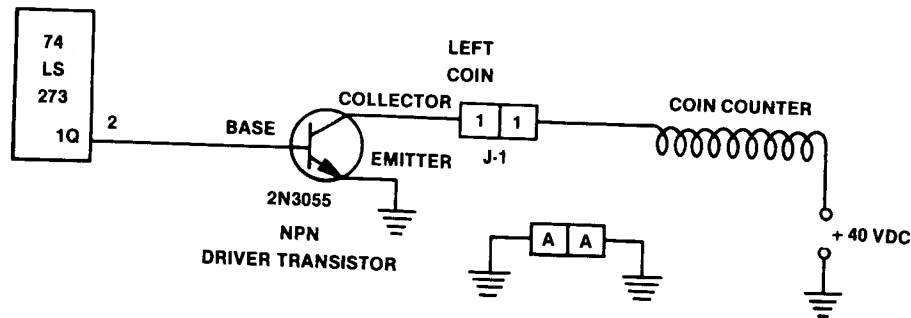 74
LS
273
1Q
2
BASE
COLLECTOR
EMITTER
2N3055
NPN
DRIVER TRANSISTOR
LEFT
COIN
1 1
J-1
COIN COUNTER
A A
+ 40 VDC